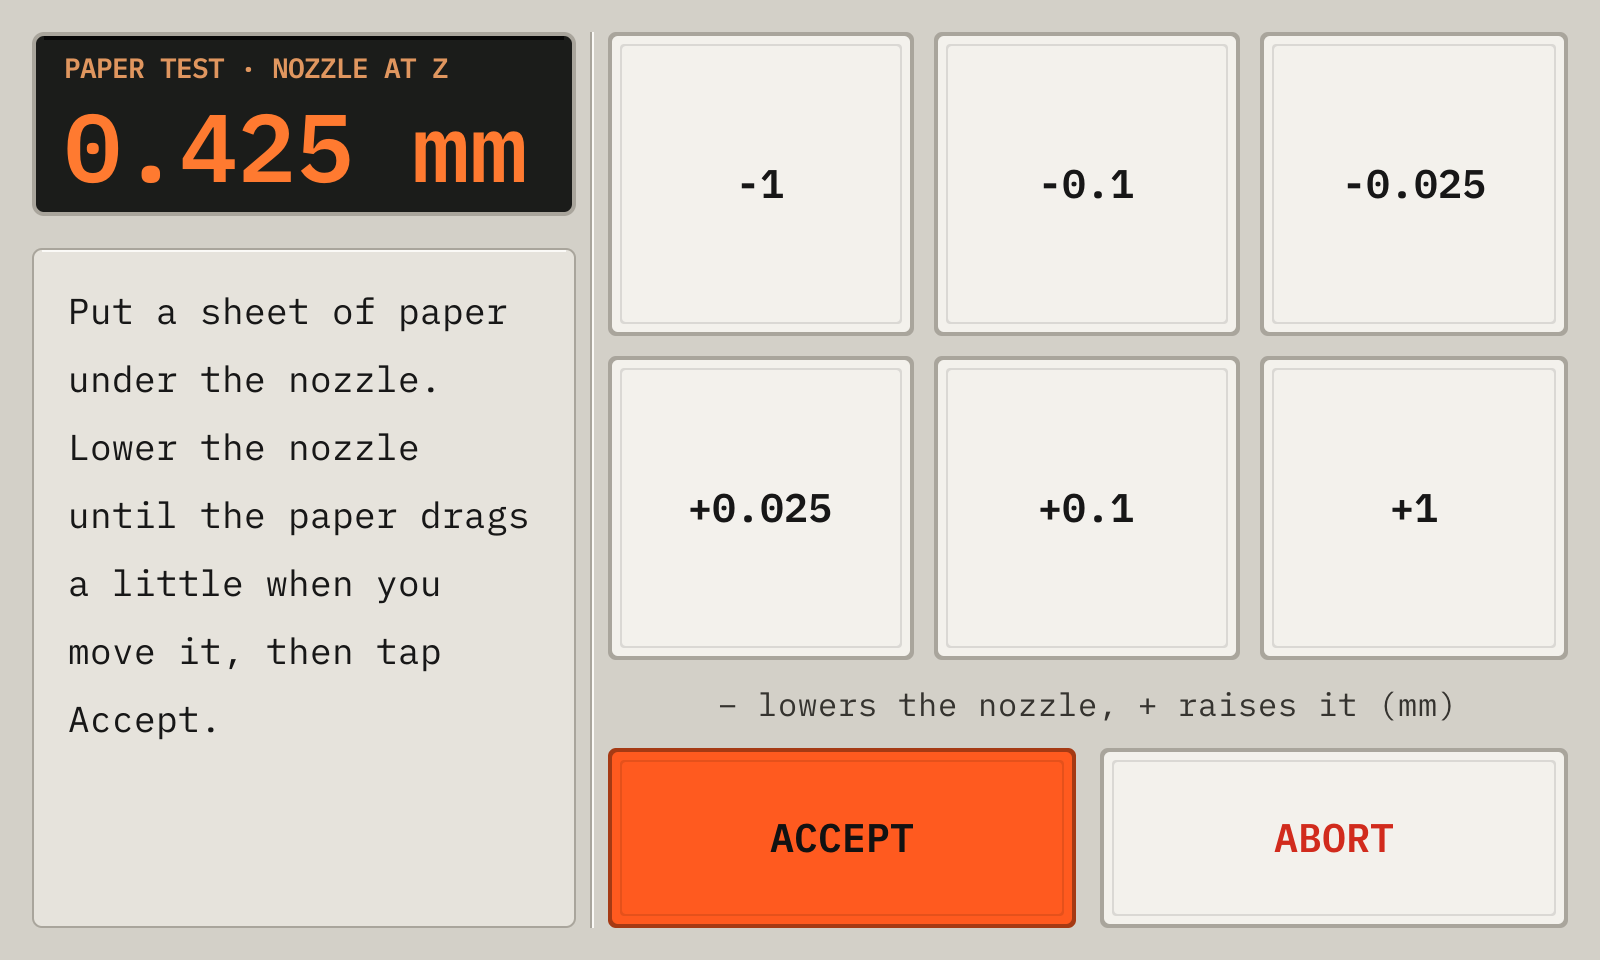 PAPER TEST · NOZZLE AT Z
0.425 mm
Put a sheet of paper
under the nozzle.
Lower the nozzle
until the paper drags
a little when you
move it, then tap
Accept.
-1
-0.1
-0.025
+0.025
+0.1
+1
− lowers the nozzle, + raises it (mm)
ACCEPT
ABORT